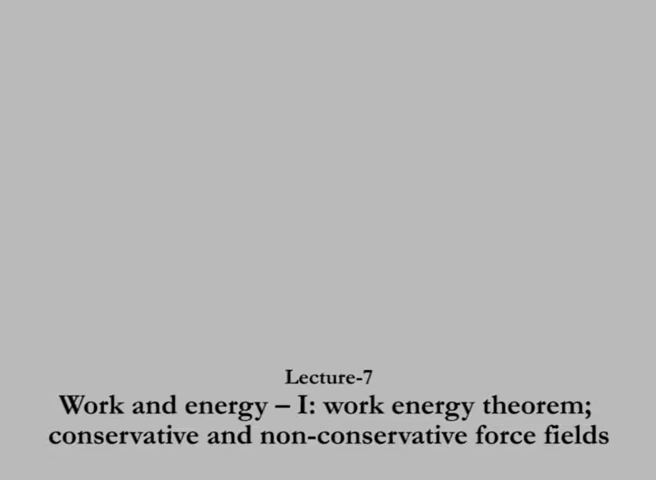 Lecture-7
Work and energy – I: work energy theorem;
conservative and non-conservative force fields